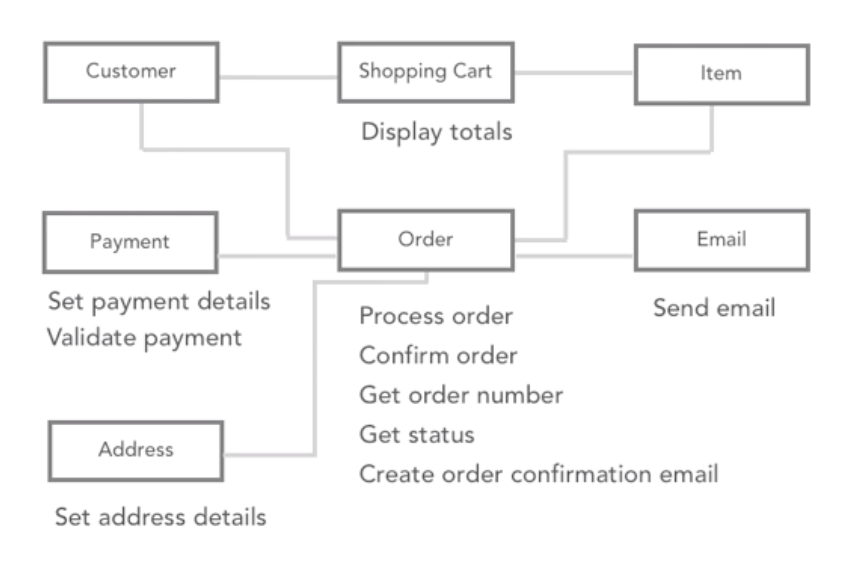 Customer
Shopping Cart
Item
Display totals
Payment
Order
Email
Set payment details
Validate payment
Process order
Confirm order
Get order number
Get status
Create order confirmation email
Send email
Address
Set address details